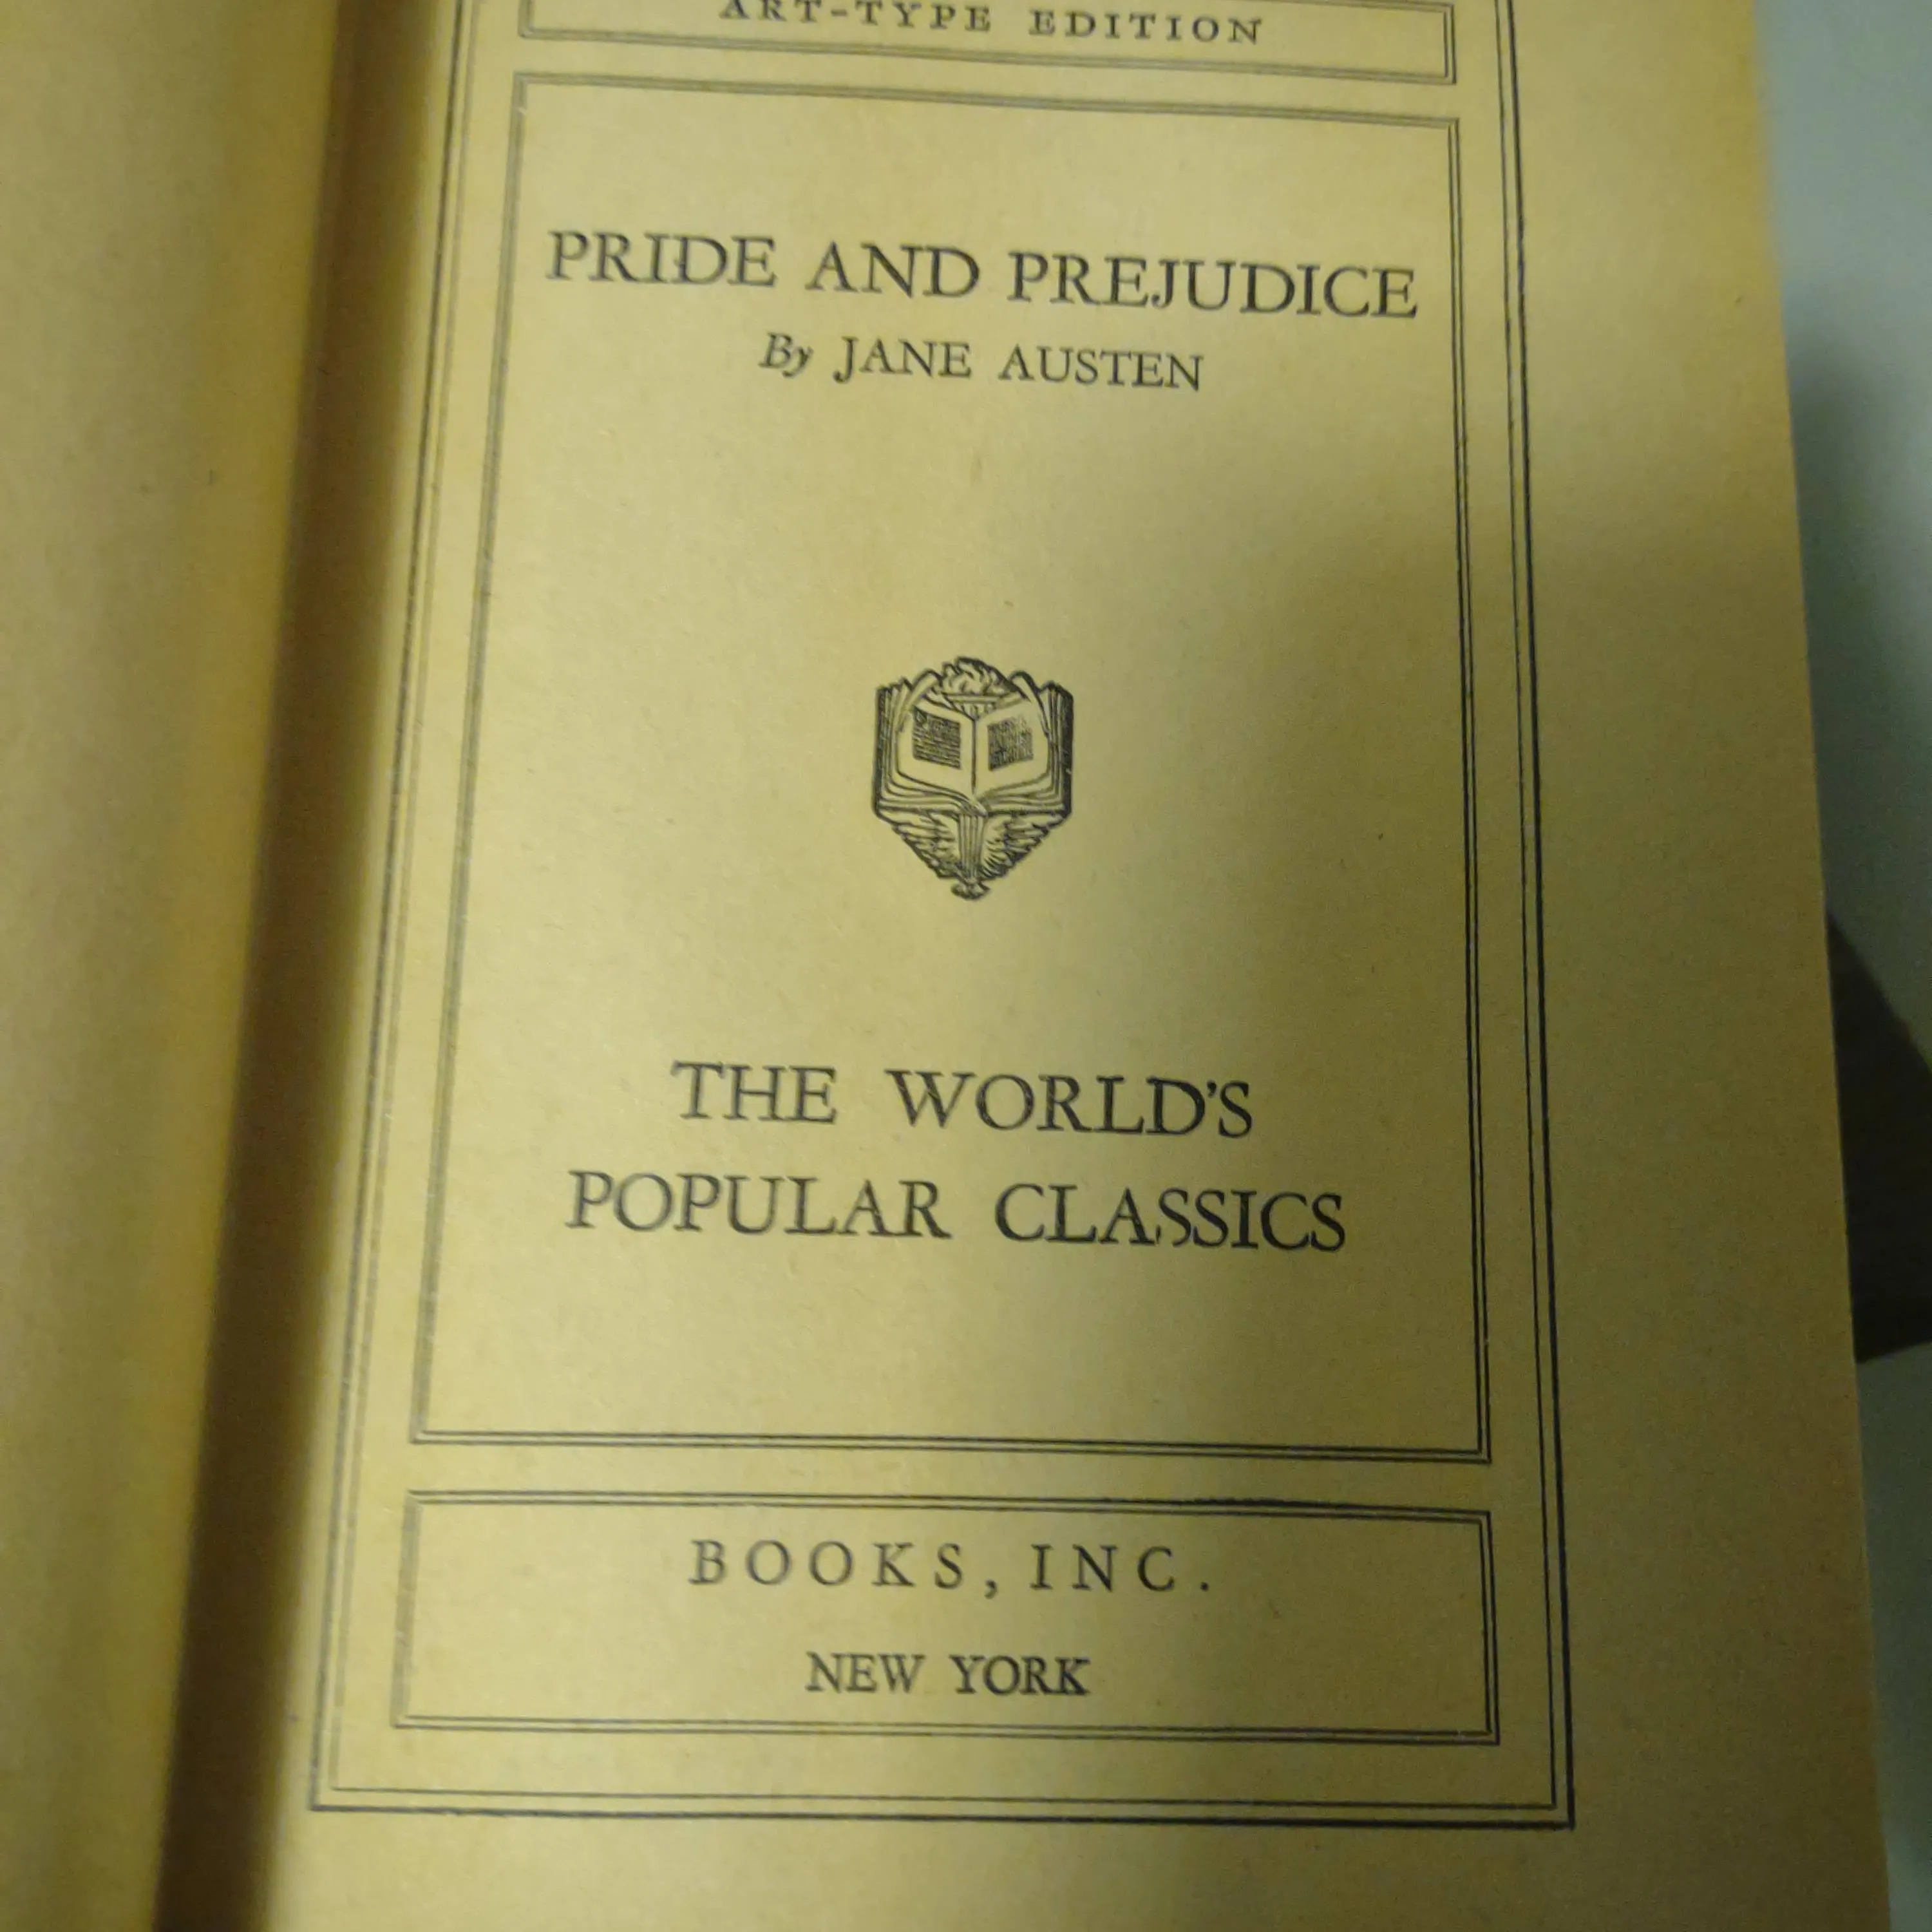 ART-TYPE EDITION
PRIDE AND PREJUDICE
By JANE AUSTEN
THE WORLD'S
POPULAR CLASSICS
BOOKS, INC.
NEW YORK